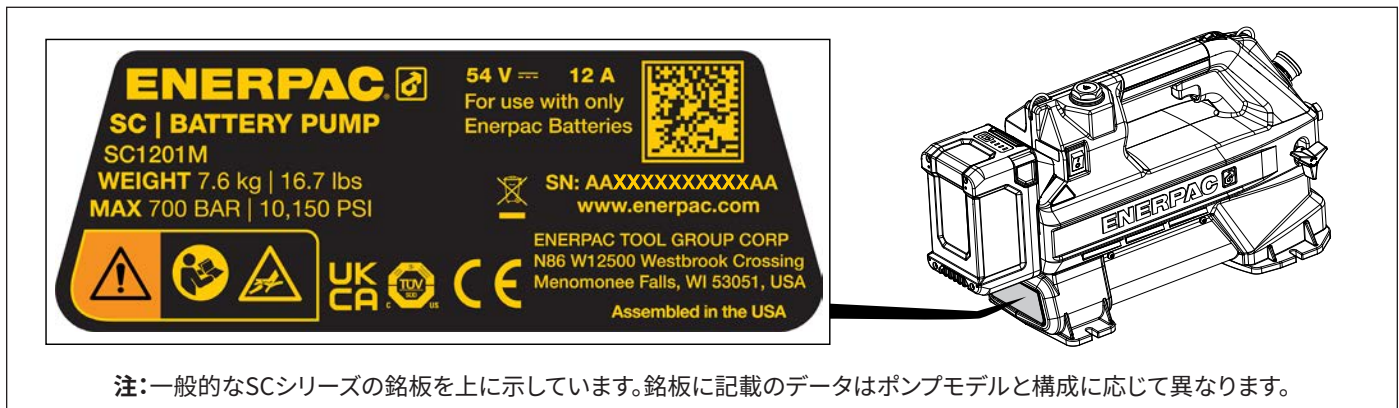 ENERPAC
SC | BATTERY PUMP
SC1201M
WEIGHT 7.6 kg | 16.7 lbs
MAX 700 BAR | 10,150 PSI
54 V ⎓ 12 A
For use with only
Enerpac Batteries
SN: AAXXXXXXXXXXAA
www.enerpac.com
ENERPAC TOOL GROUP CORP
N86 W12500 Westbrook Crossing
Menomonee Falls, WI 53051, USA
Assembled in the USA
UK
CA
TÜV
SÜD
C US
CE
ENERPAC
注:一般的なSCシリーズの銘板を上に示しています。銘板に記載のデータはポンプモデルと構成に応じて異なります。